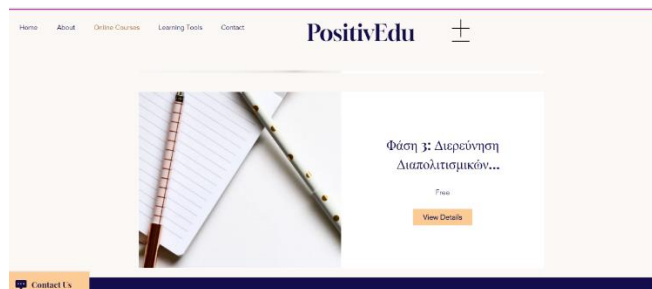 Home About Online Courses Learning Tools Contact
PositivEdu
Φάση 3: Διερεύνηση
Διαπολιτισμικών...
Free
View Details
Contact Us